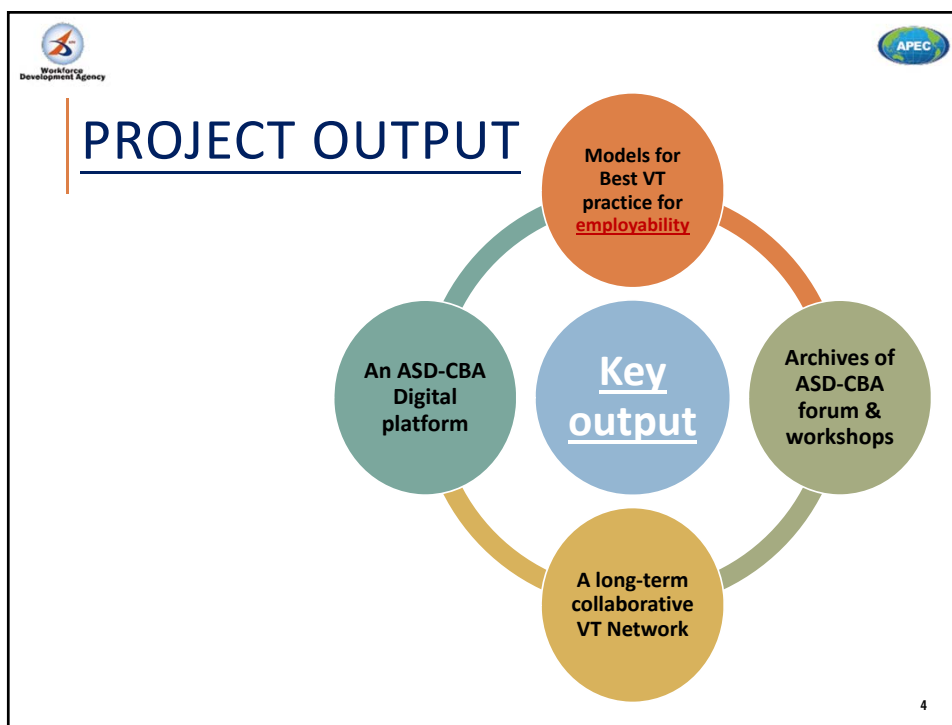 Workforce
Development Agency
APEC
PROJECT OUTPUT
Models for
Best VT
practice for
employability
An ASD-CBA
Digital
platform
Key
output
Archives of
ASD-CBA
forum &
workshops
A long-term
collaborative
VT Network
4